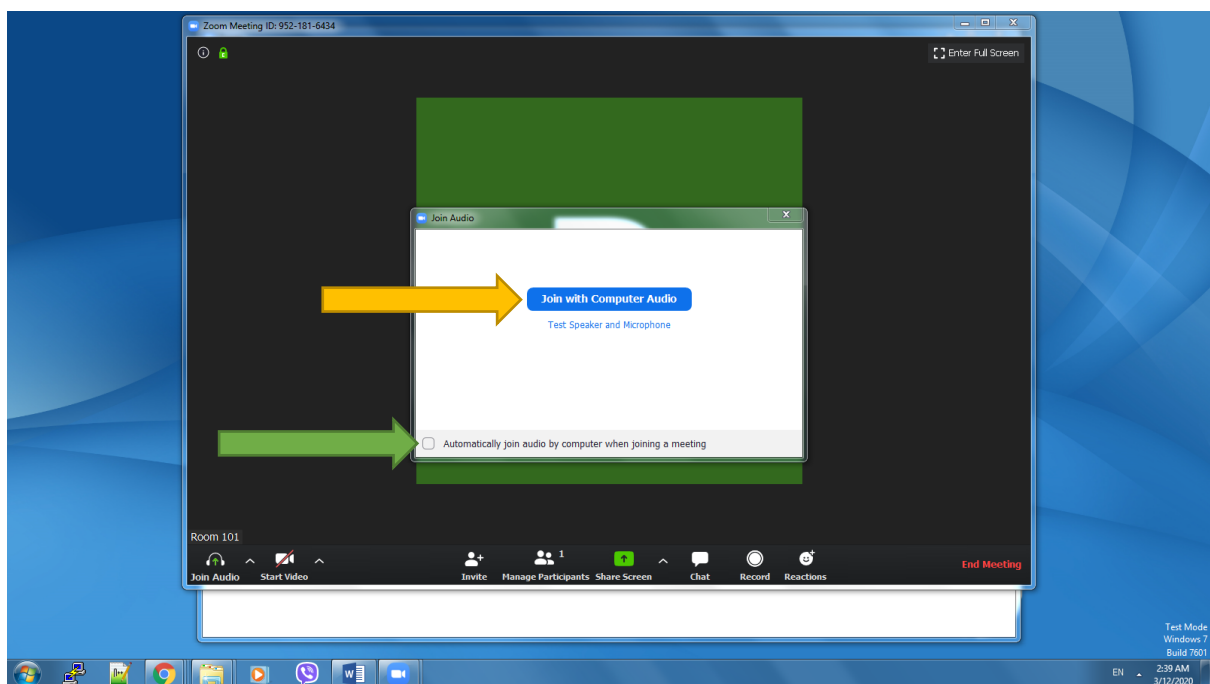 Zoom Meeting ID: 952-181-6434
Enter Full Screen
Join Audio
Join with Computer Audio
Test Speaker and Microphone
Automatically join audio by computer when joining a meeting
Room 101
1
Join Audio Start Video Invite Manage Participants Share Screen Chat Record Reactions End Meeting
Test Mode
Windows 7
Build 7601
W
EN 2:39 AM
3/12/2020